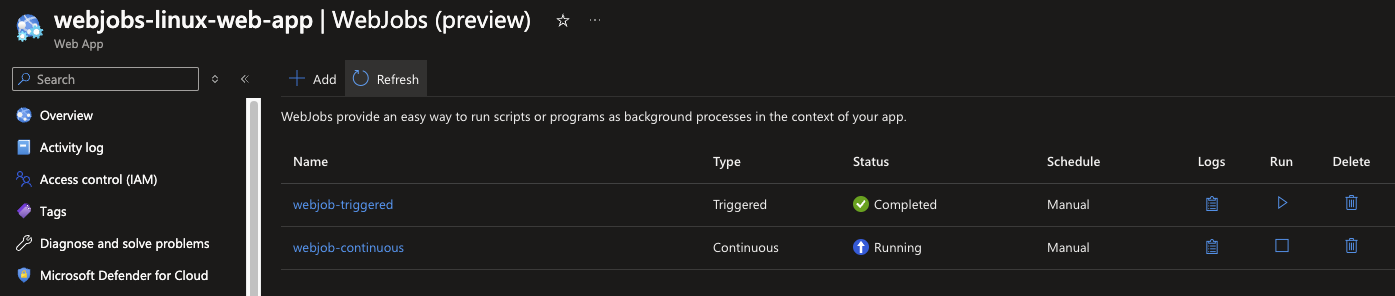 webjobs-linux-web-app | WebJobs (preview)
Web App
Search
Add Refresh
Overview
Activity log
Access control (IAM)
Tags
Diagnose and solve problems
Microsoft Defender for Cloud
WebJobs provide an easy way to run scripts or programs as background processes in the context of your app.
Name Type Status Schedule Logs Run Delete
webjob-triggered Triggered Completed Manual
webjob-continuous Continuous Running Manual